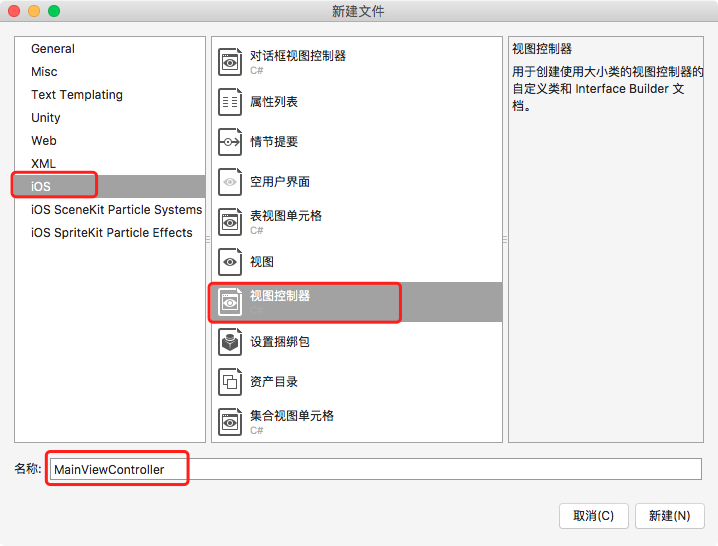 新建文件
General
Misc
Text Templating
Unity
Web
XML
iOS
iOS SceneKit Particle Systems
iOS SpriteKit Particle Effects
对话框视图控制器
C#
属性列表
情节提要
空用户界面
表视图单元格
C#
视图
视图控制器
C#
设置捆绑包
资产目录
集合视图单元格
C#
视图控制器
用于创建使用大小类的视图控制器的
自定义类和 Interface Builder 文
档。
名称: MainViewController
取消(C) 新建(N)